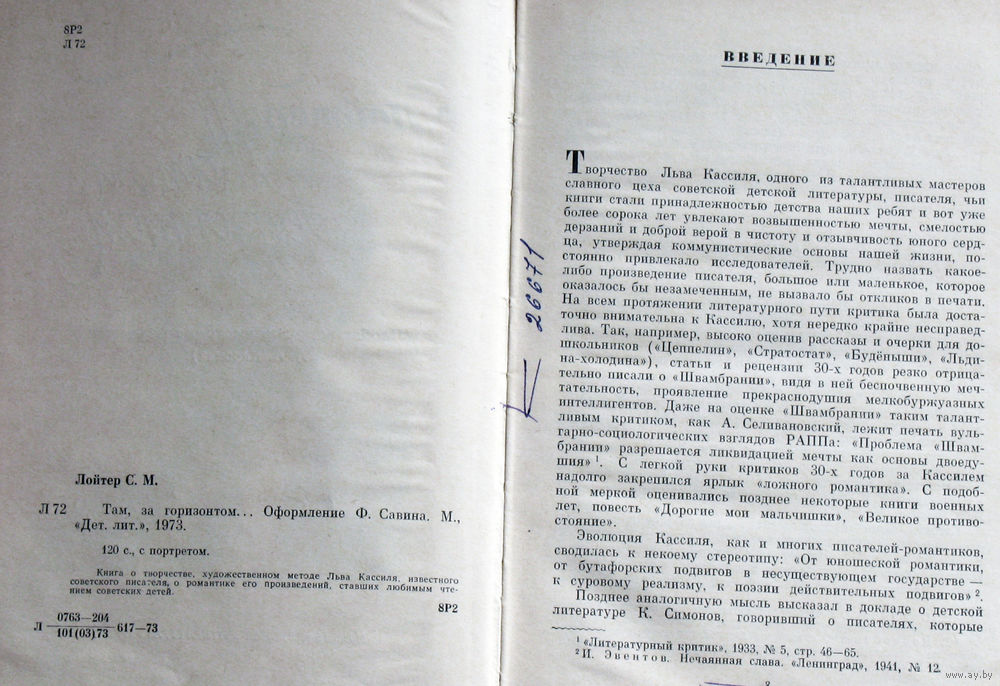 8Р2
Л 72
Лойтер С. М.
Л 72 Там, за горизонтом... Оформление Ф. Савина. М.,
«Дет. лит.», 1973.
120 с., с портретом.
Книга о творчестве, художественном методе Льва Кассиля, известного
советского писателя, о романтике его произведений, ставших любимым чте-
нием советских детей.
8Р2
Л 0763—204
101(03)73 617—73
26671
ВВЕДЕНИЕ
Творчество Льва Кассиля, одного из талантливых мастеров
славного цеха советской детской литературы, писателя, чьи
книги стали принадлежностью детства наших ребят и вот уже
более сорока лет увлекают возвышенностью мечты, смелостью
дерзаний и доброй верой в чистоту и отзывчивость юного серд-
ца, утверждая коммунистические основы нашей жизни, по-
стоянно привлекало исследователей. Трудно назвать какое-
либо произведение писателя, большое или маленькое, которое
оказалось бы незамеченным, не вызвало бы откликов в печати.
На всем протяжении литературного пути критика была доста-
точно внимательна к Кассилю, хотя нередко крайне несправед-
лива. Так, например, высоко оценив рассказы и очерки для до-
школьников («Цеппелин», «Стратостат», «Будёныши», «Льди-
на-холодина»), статьи и рецензии 30-х годов резко отрица-
тельно писали о «Швамбрании», видя в ней беспочвенную меч-
тательность, проявление прекраснодушия мелкобуржуазных
интеллигентов. Даже на оценке «Швамбрании» таким талант-
ливым критиком, как А. Селивановский, лежит печать вуль-
гарно-социологических взглядов РАППа: «Проблема «Швам-
брании» разрешается ликвидацией мечты как основы двоеду-
шия»¹. С легкой руки критиков 30-х годов за Кассилем
надолго закрепился ярлык «ложного романтика». С подоб-
ной меркой оценивались позднее некоторые книги военных
лет, повесть «Дорогие мои мальчишки», «Великое противо-
стояние».
Эволюция Кассиля, как и многих писателей-романтиков,
сводилась к некоему стереотипу: «От юношеской романтики,
от бутафорских подвигов в несуществующем государстве —
к суровому реализму, к поэзии действительных подвигов»².
Позднее аналогичную мысль высказал в докладе о детской
литературе К. Симонов, говоривший о писателях, которые
¹ «Литературный критик», 1933, № 5, стр. 46—65.
² И. Эвентов. Нечаянная слава. «Ленинград», 1941, № 12.
www.ay.by